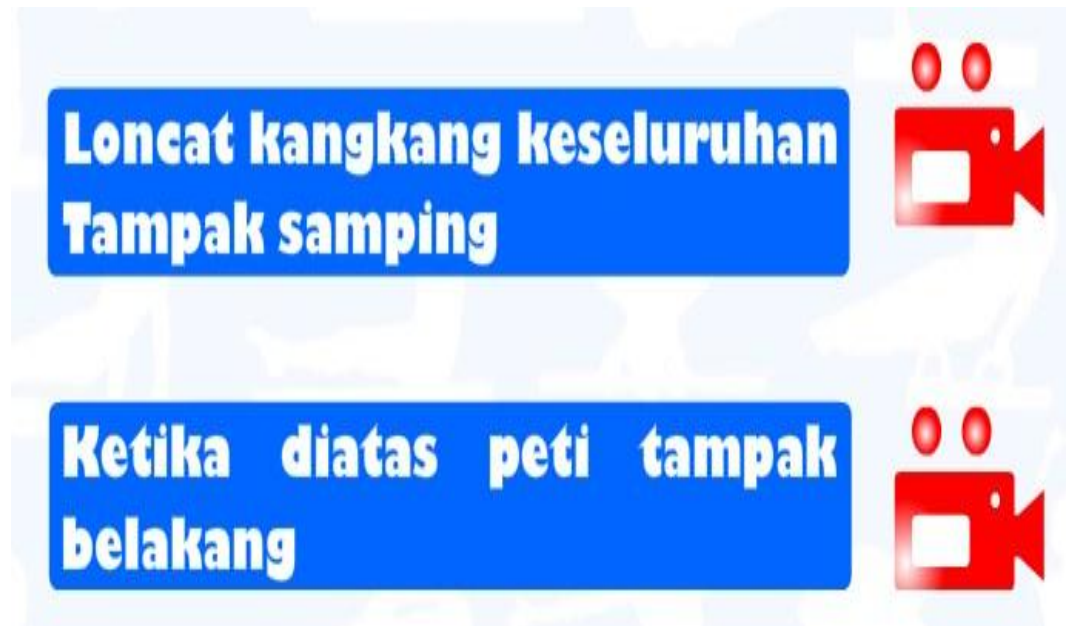 Loncat kangkang keseluruhan
Tampak samping
Ketika diatas peti tampak
belakang